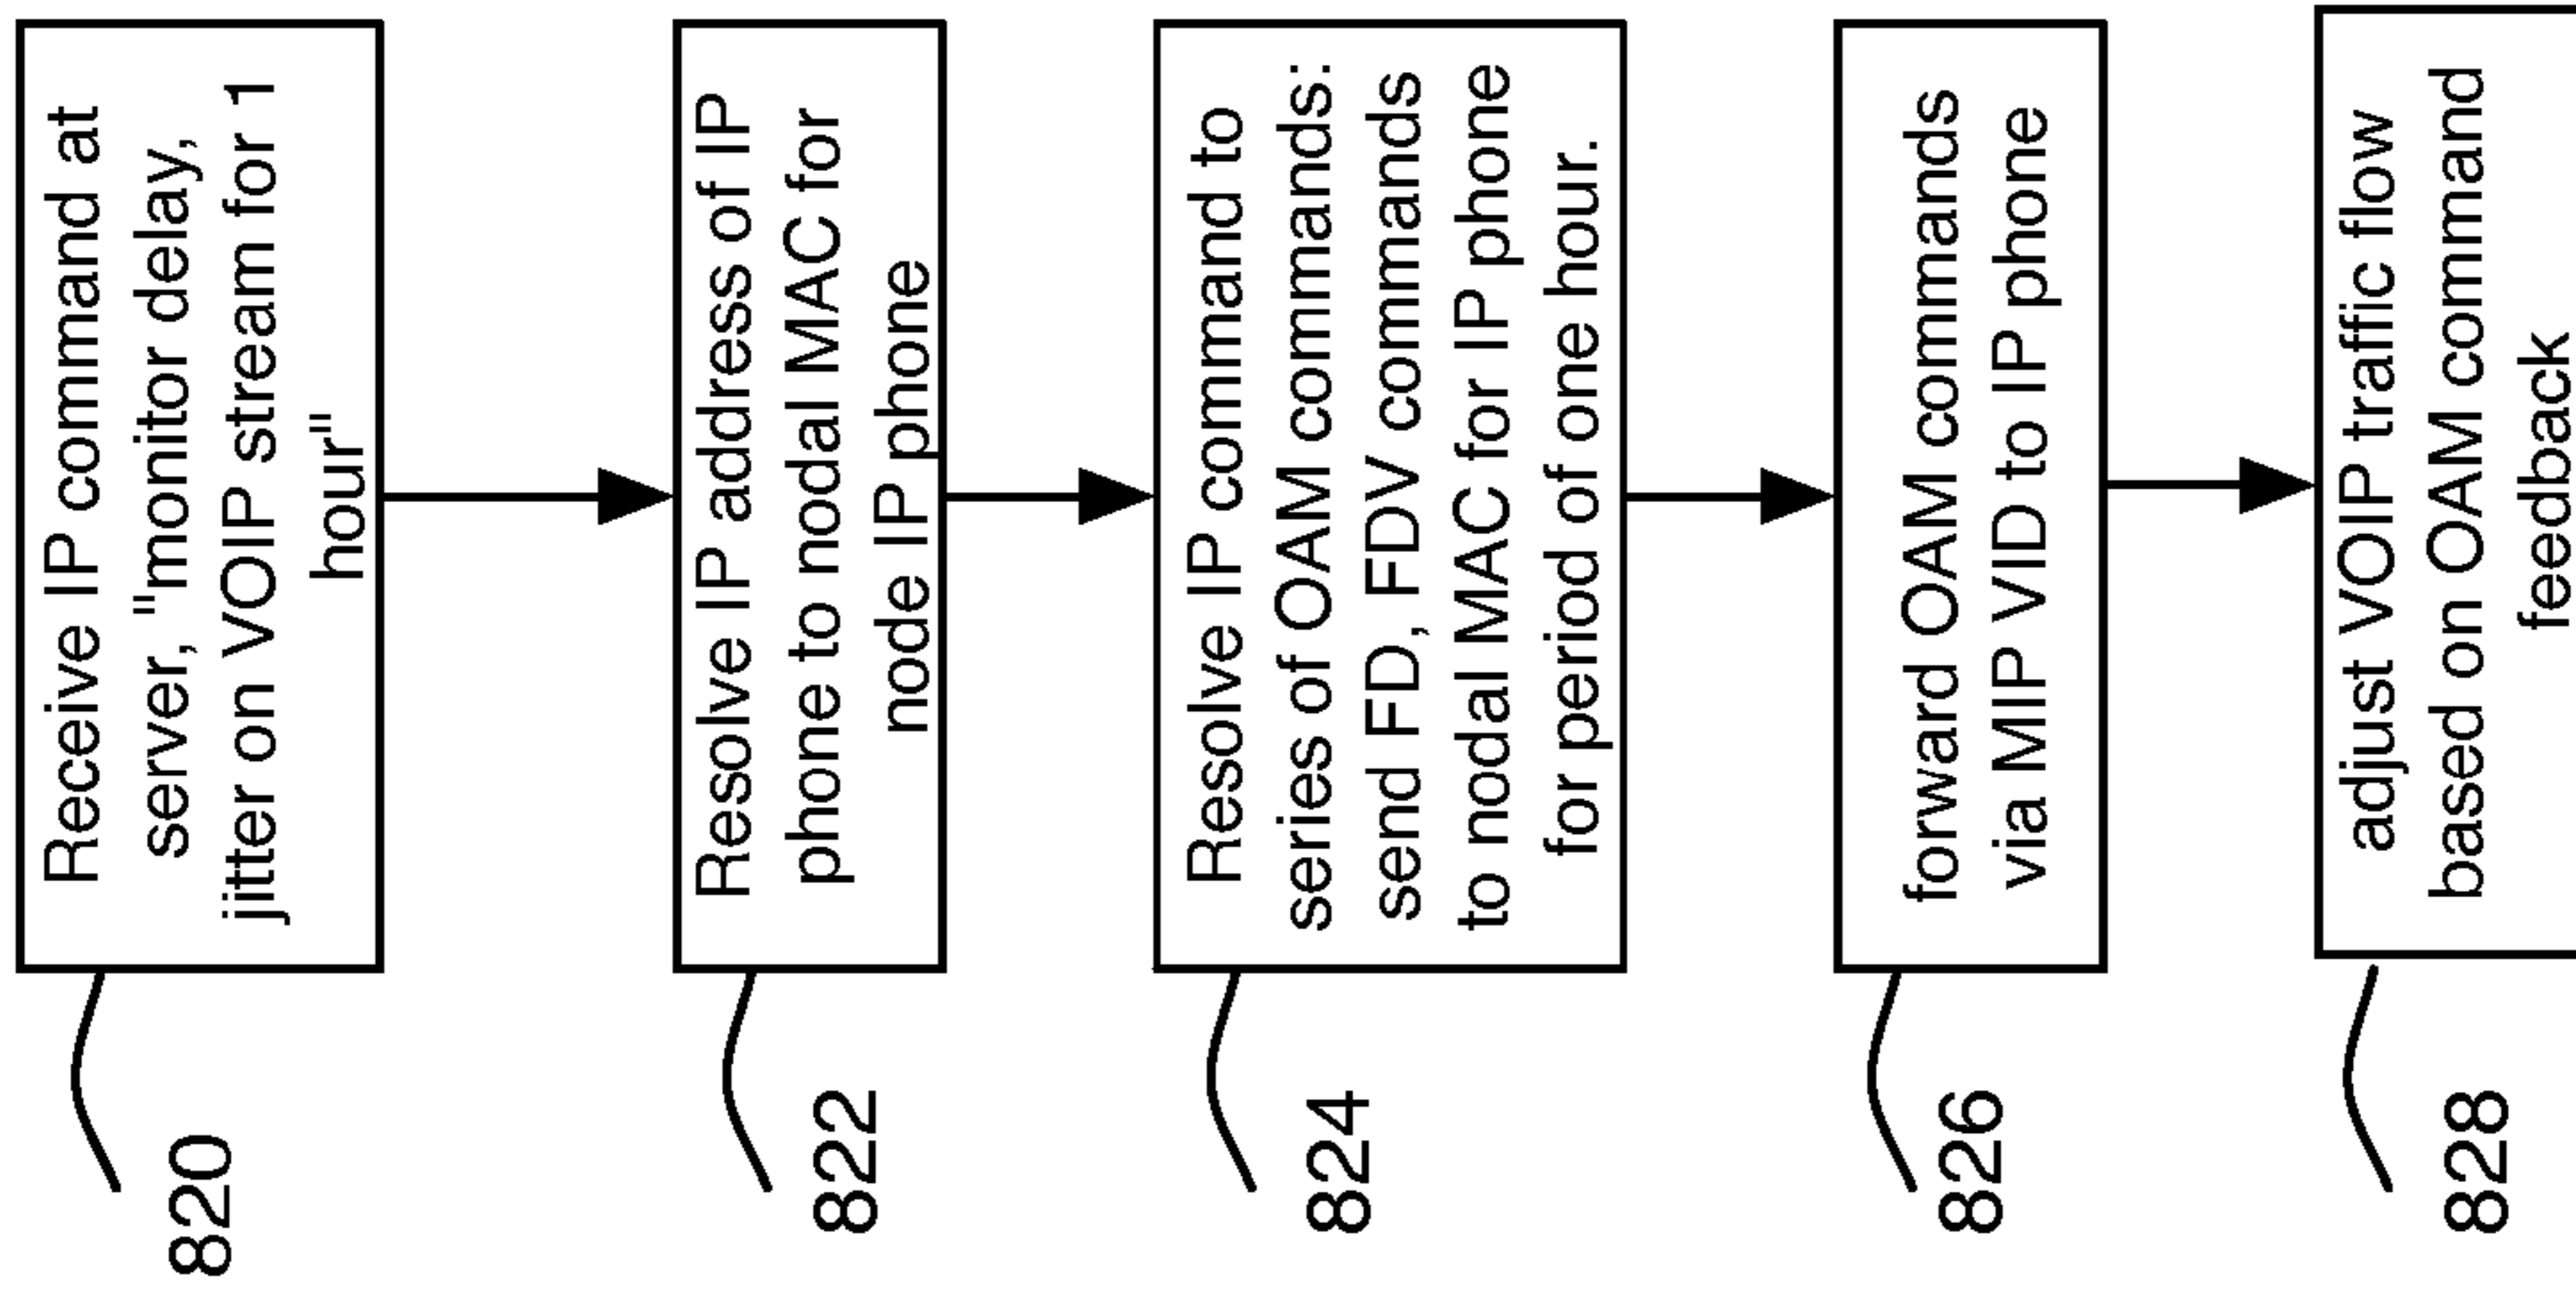 Receive IP command at
server, "monitor delay,
jitter on VOIP stream for 1
hour"
820
Resolve IP address of IP
phone to nodal MAC for
node IP phone
822
Resolve IP command to
series of OAM commands:
send FD, FDV commands
to nodal MAC for IP phone
for period of one hour.
824
forward OAM commands
via MIP VID to IP phone
826
adjust VOIP traffic flow
based on OAM command
feedback
828